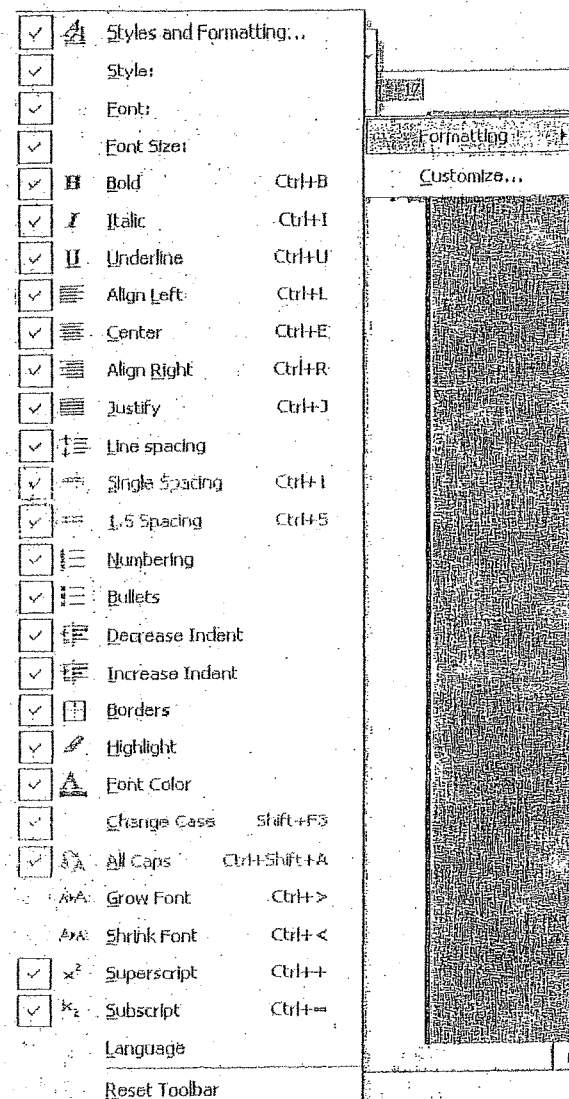 Styles and Formatting...
Style:
Font:
Font Size:
Bold Ctrl+B
Italic Ctrl+I
Underline Ctrl+U
Align Left Ctrl+L
Center Ctrl+E
Align Right Ctrl+R
Justify Ctrl+J
Line spacing
Single Spacing Ctrl+1
1.5 Spacing Ctrl+5
Numbering
Bullets
Decrease Indent
Increase Indent
Borders
Highlight
Font Color
Change Case Shift+F3
All Caps Ctrl+Shift+A
Grow Font Ctrl+>
Shrink Font Ctrl+<
Superscript Ctrl++
Subscript Ctrl+=
Language
Reset Toolbar
17
Formatting
Customize...